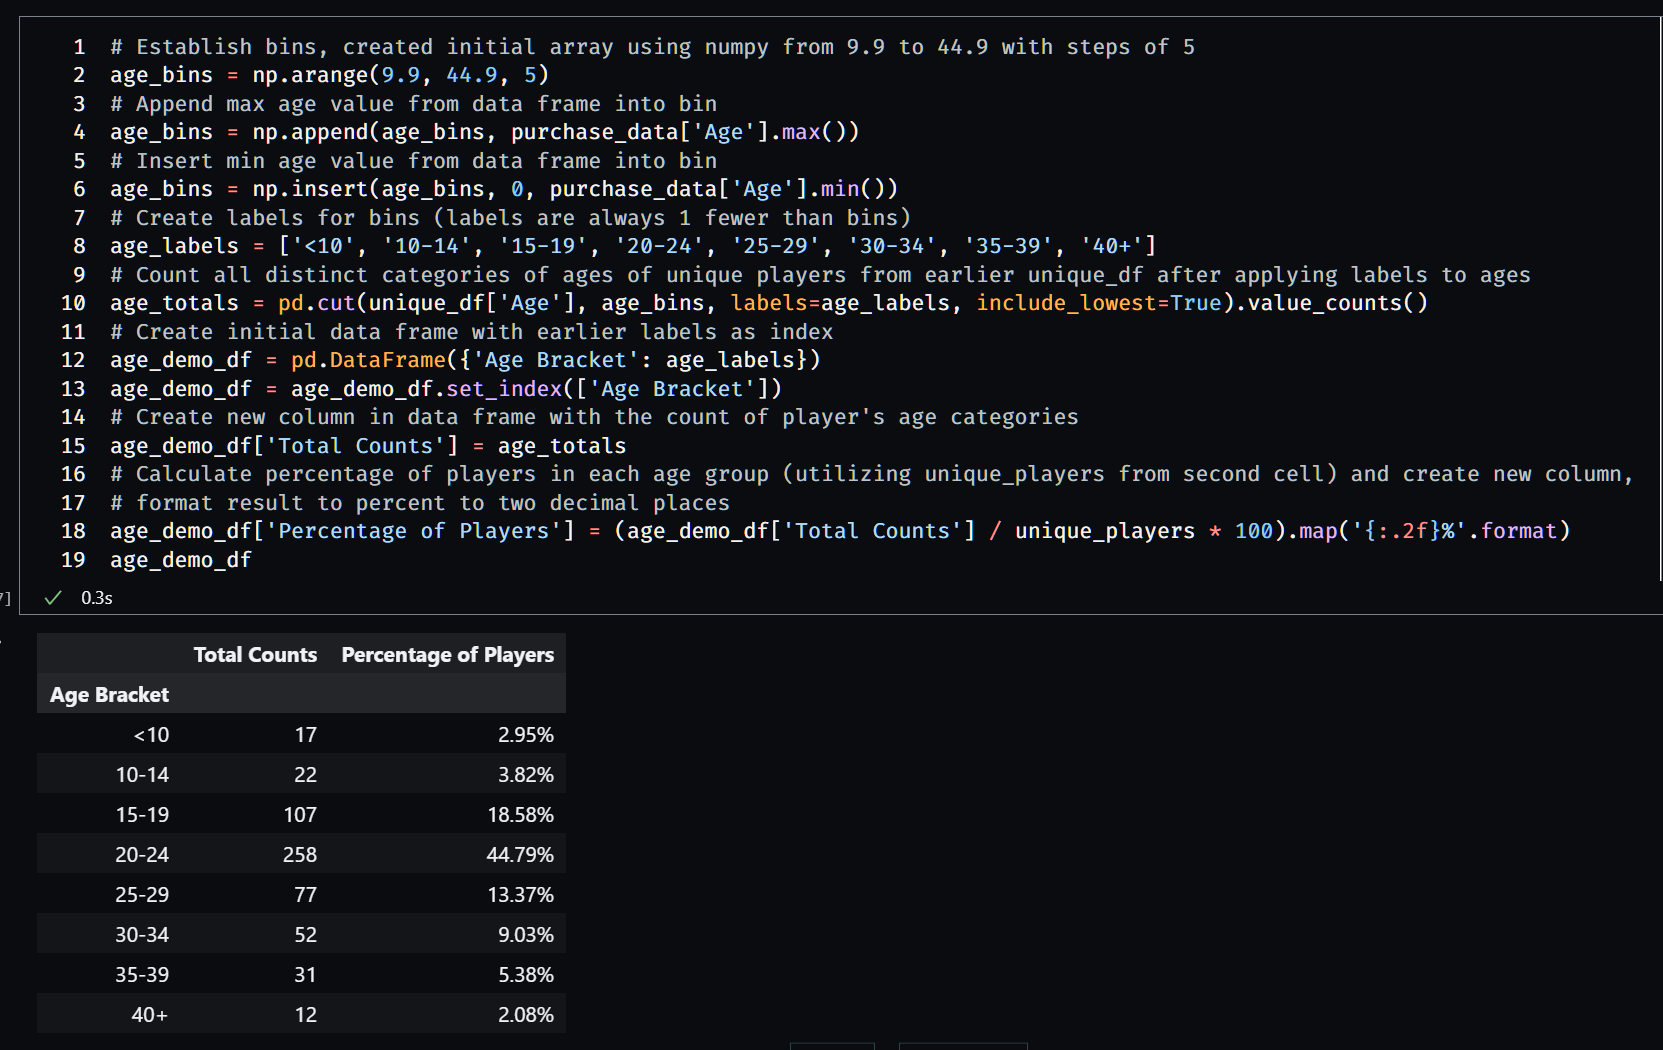 1 # Establish bins, created initial array using numpy from 9.9 to 44.9 with steps of 5
2 age_bins = np.arange(9.9, 44.9, 5)
3 # Append max age value from data frame into bin
4 age_bins = np.append(age_bins, purchase_data['Age'].max())
5 # Insert min age value from data frame into bin
6 age_bins = np.insert(age_bins, 0, purchase_data['Age'].min())
7 # Create labels for bins (labels are always 1 fewer than bins)
8 age_labels = ['<10', '10-14', '15-19', '20-24', '25-29', '30-34', '35-39', '40+']
9 # Count all distinct categories of ages of unique players from earlier unique_df after applying labels to ages
10 age_totals = pd.cut(unique_df['Age'], age_bins, labels=age_labels, include_lowest=True).value_counts()
11 # Create initial data frame with earlier labels as index
12 age_demo_df = pd.DataFrame({'Age Bracket': age_labels})
13 age_demo_df = age_demo_df.set_index(['Age Bracket'])
14 # Create new column in data frame with the count of player's age categories
15 age_demo_df['Total Counts'] = age_totals
16 # Calculate percentage of players in each age group (utilizing unique_players from second cell) and create new column,
17 # format result to percent to two decimal places
18 age_demo_df['Percentage of Players'] = (age_demo_df['Total Counts'] / unique_players * 100).map('{:.2f}%'.format)
19 age_demo_df
7] ✓ 0.3s
Total Counts Percentage of Players
Age Bracket
<10 17 2.95%
10-14 22 3.82%
15-19 107 18.58%
20-24 258 44.79%
25-29 77 13.37%
30-34 52 9.03%
35-39 31 5.38%
40+ 12 2.08%